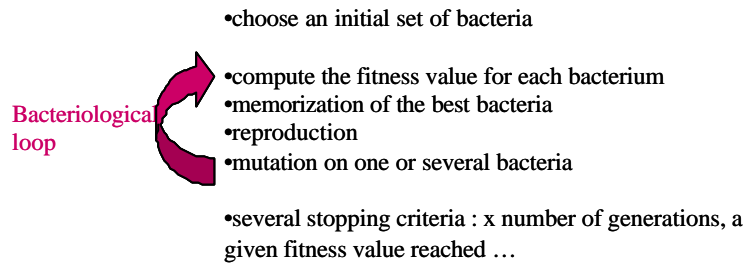 •choose an initial set of bacteria
•compute the fitness value for each bacterium
•memorization of the best bacteria
•reproduction
•mutation on one or several bacteria
Bacteriological
loop
•several stopping criteria : x number of generations, a
given fitness value reached …